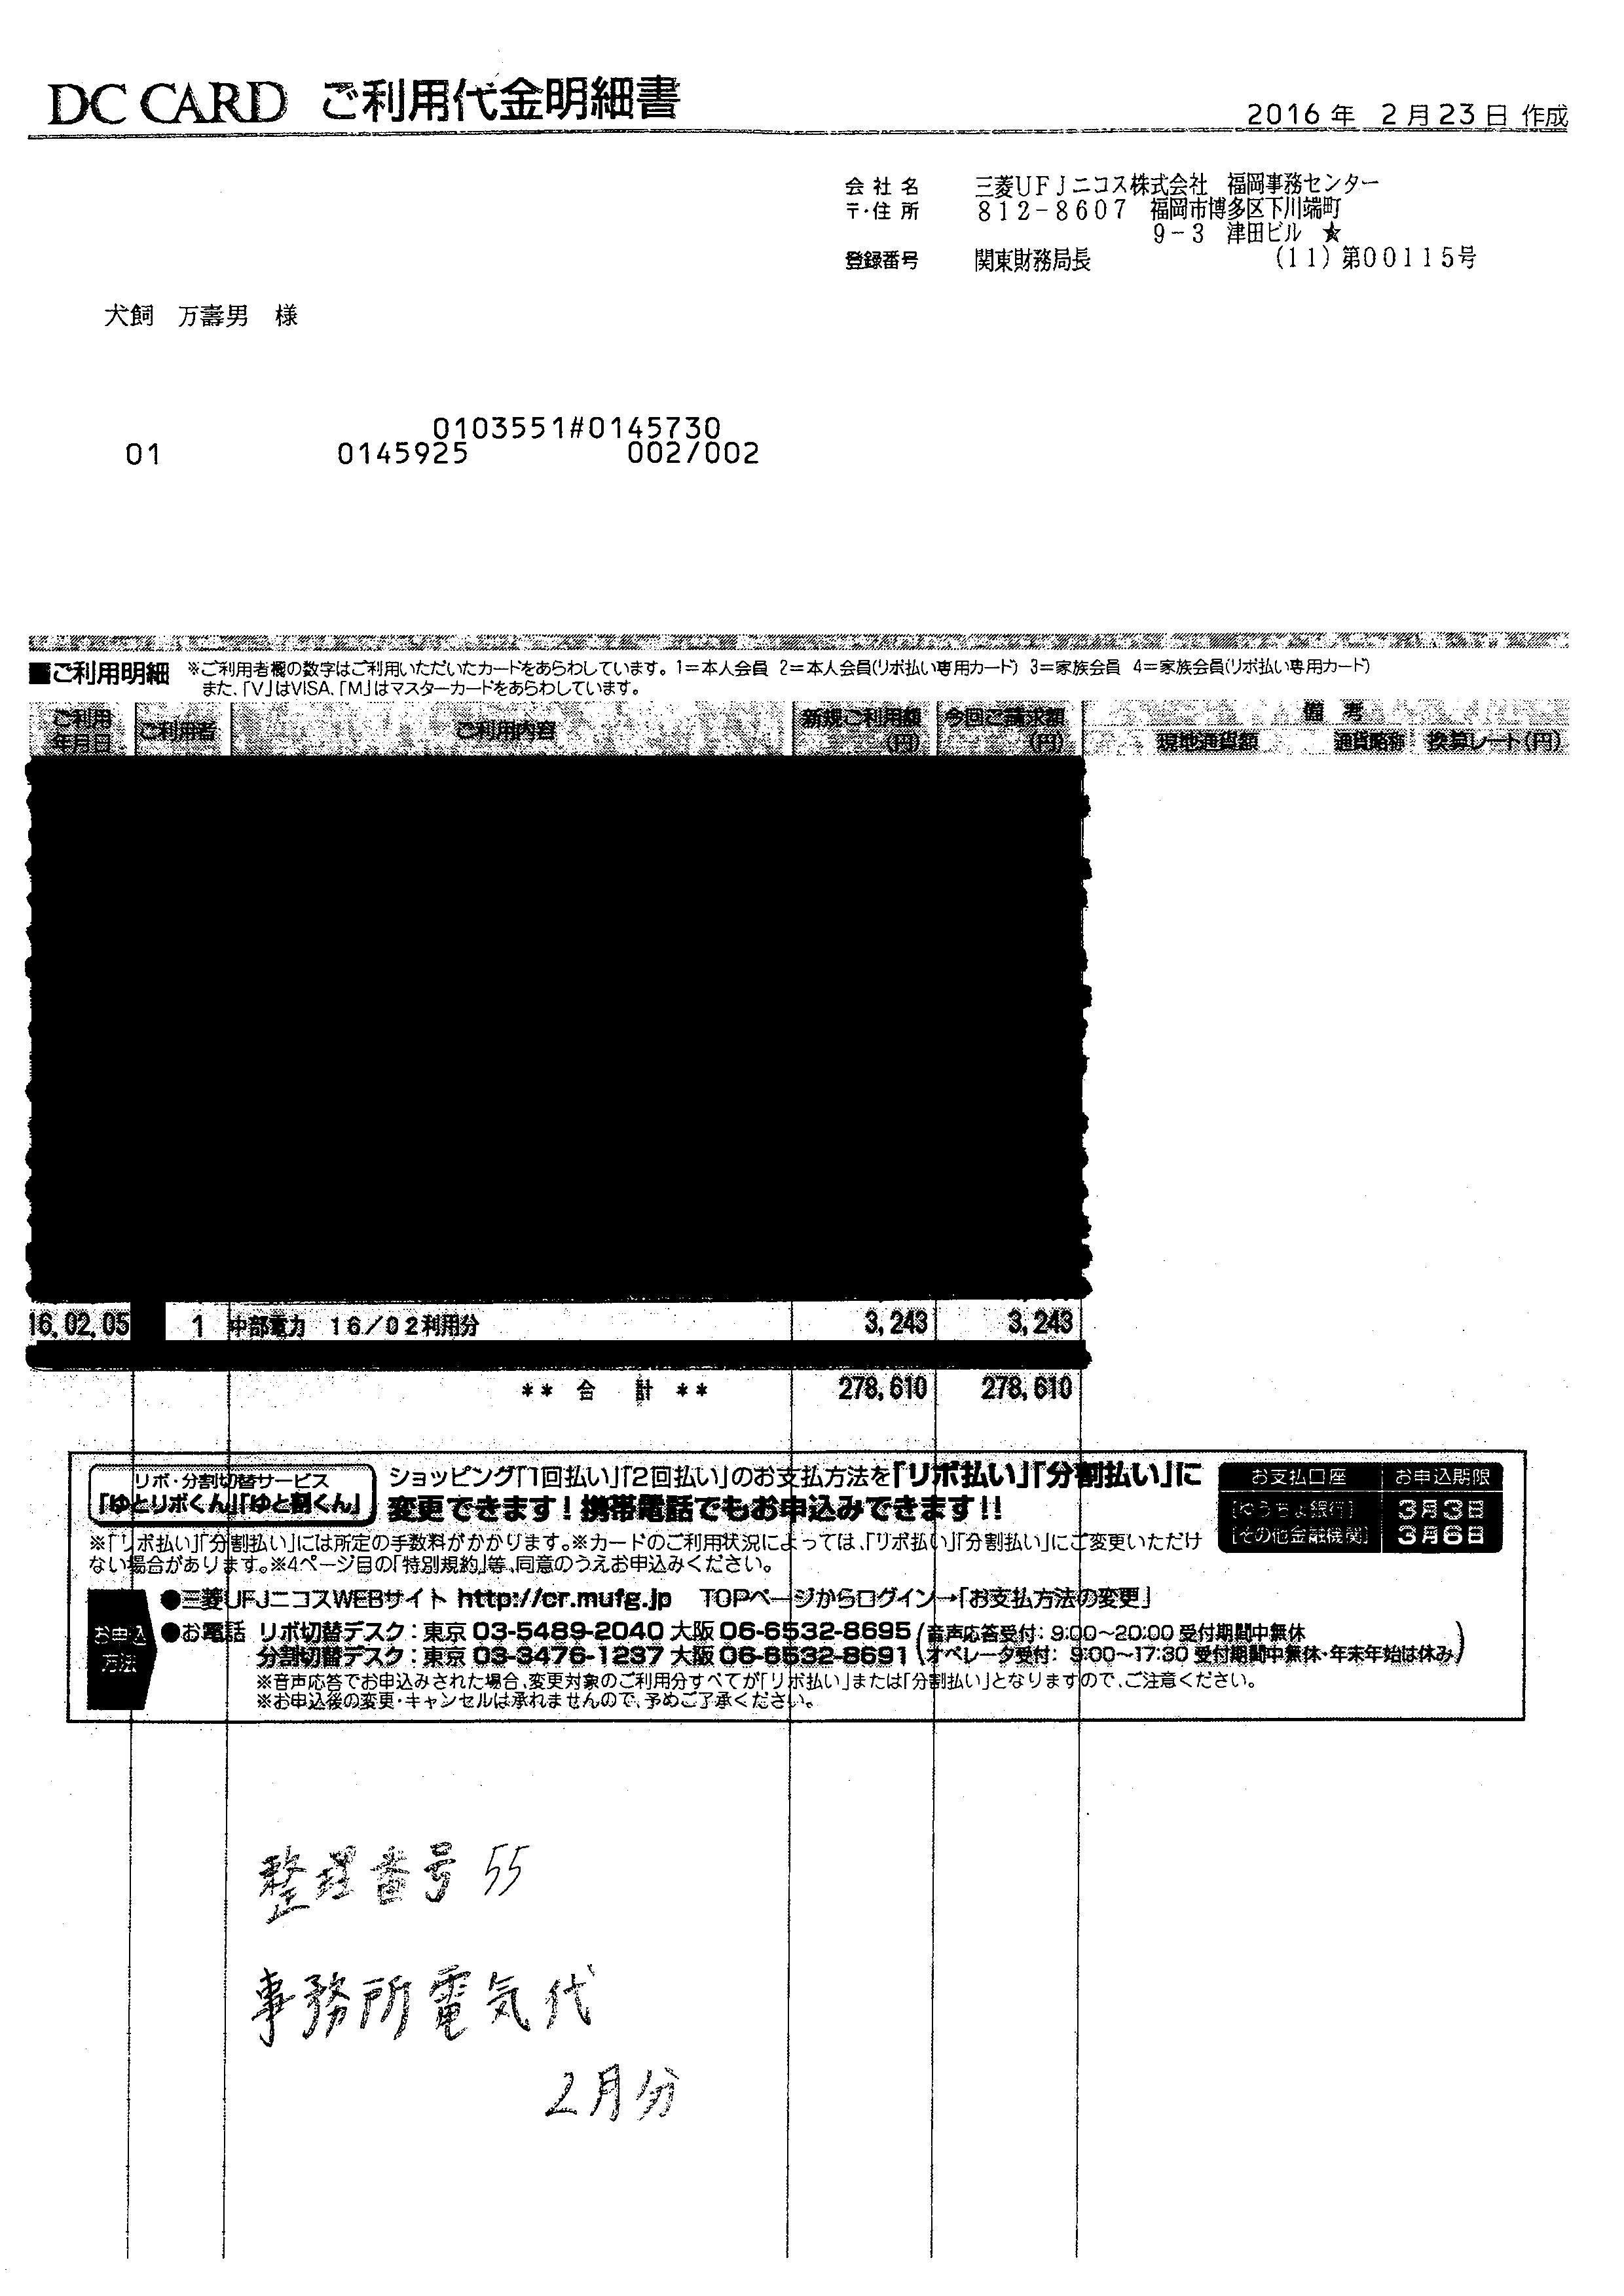 DC CARD ご利用代金明細書
2016年 2月23日 作成
会社名 三菱UFJニコス株式会社 福岡事務センター
〒・住所 812-8607 福岡市博多区下川端町
9-3 津田ビル ★
登録番号 関東財務局長 (11)第00115号
犬飼 万壽男 様
0103551#0145730
01 0145925 002/002
■ご利用明細 ※ご利用者欄の数字はご利用いただいたカードをあらわしています。1=本人会員 2=本人会員(リボ払い専用カード) 3=家族会員 4=家族会員(リボ払い専用カード)
また、「V」はVISA、「M」はマスターカードをあらわしています。
ご利用年月日 ご利用者 ご利用内容 新規ご利用額(円) 今回ご請求額(円) 備考
現地通貨額 通貨略称 換算レート(円)
16.02.05 1 中部電力 16/02利用分 3,243 3,243
** 合 計 ** 278,610 278,610
リボ・分割切替サービス
「ゆとリボくん」「ゆと割くん」
ショッピング「1回払い」「2回払い」のお支払方法を「リボ払い」「分割払い」に
変更できます!携帯電話でもお申込みできます!!
お支払口座 お申込期限
[ゆうちょ銀行] 3月3日
[その他金融機関] 3月6日
※「リボ払い」「分割払い」には所定の手数料がかかります。※カードのご利用状況によっては、「リボ払い」「分割払い」にご変更いただけ
ない場合があります。※4ページ目の「特別規約」等、同意のうえお申込みください。
お申込方法
●三菱UFJニコスWEBサイト http://cr.mufg.jp TOPページからログイン→「お支払方法の変更」
●お電話 リボ切替デスク:東京 03-5489-2040 大阪 06-6532-8695(音声応答受付:9:00～20:00 受付期間中無休
分割切替デスク:東京 03-3476-1237 大阪 06-6532-8691(オペレータ受付:9:00～17:30 受付期間中無休・年末年始は休み)
※音声応答でお申込みされた場合、変更対象のご利用分すべてが「リボ払い」または「分割払い」となりますので、ご注意ください。
※お申込後の変更・キャンセルは承れませんので、予めご了承ください。
整理番号 55
事務所電気代
2月分